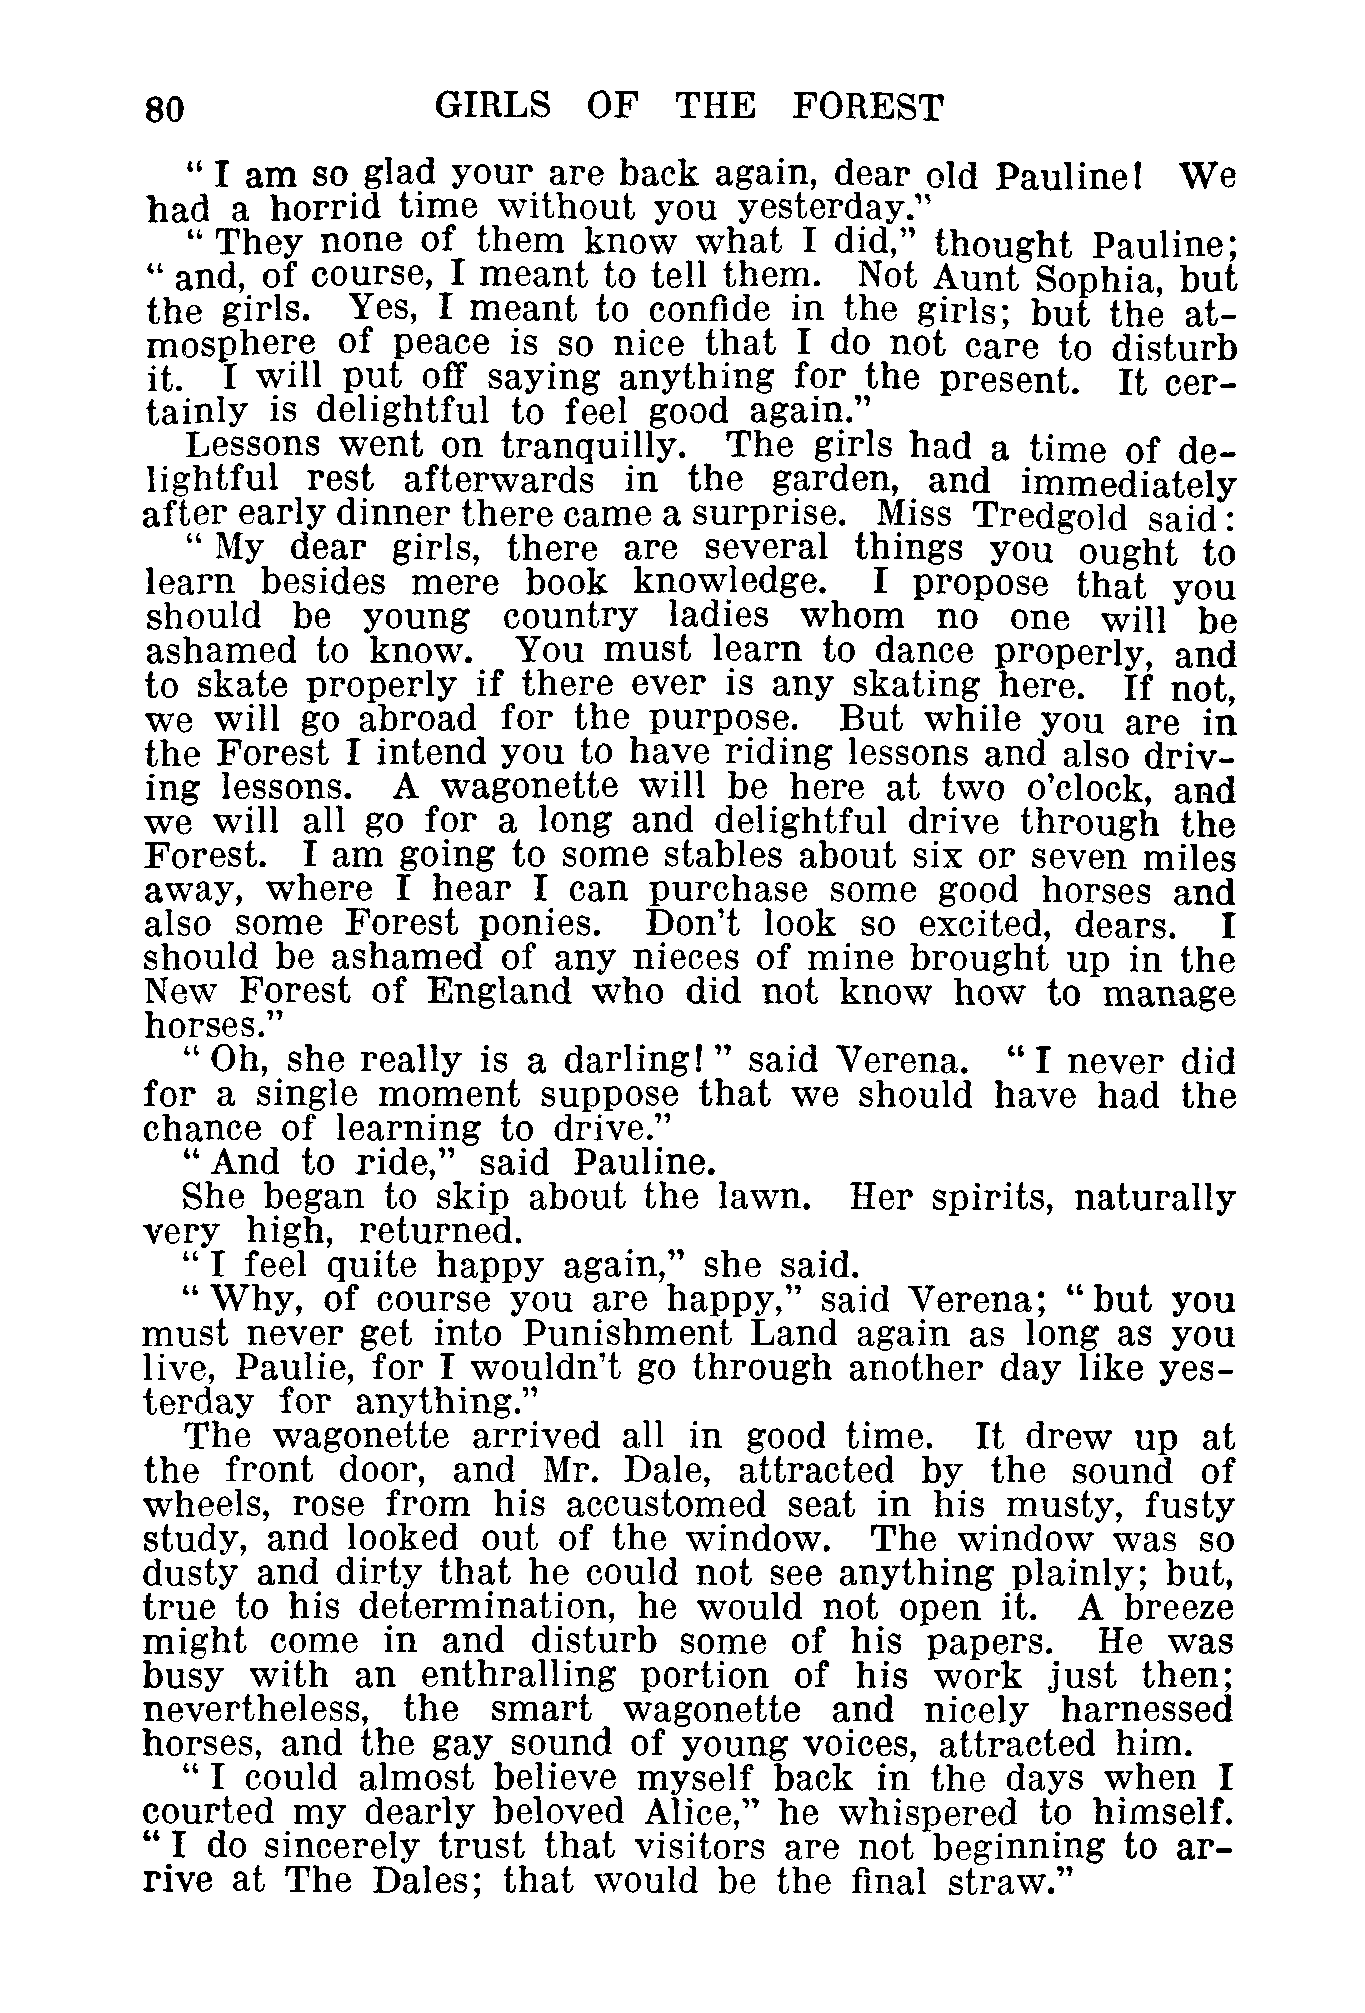 80 GIRLS OF THE FOREST
“ I am so glad your are back again, dear old Pauline! We
had a horrid time without you yesterday.”
“ They none of them know what I did,” thought Pauline;
“ and, of course, I meant to tell them. Not Aunt Sophia, but
the girls. Yes, I meant to confide in the girls; but the at-
mosphere of peace is so nice that I do not care to disturb
it. I will put off saying anything for the present. It cer-
tainly is delightful to feel good again.”
Lessons went on tranquilly. The girls had a time of de-
lightful rest afterwards in the garden, and immediately
after early dinner there came a surprise. Miss Tredgold said:
“ My dear girls, there are several things you ought to
learn besides mere book knowledge. I propose that you
should be young country ladies whom no one will be
ashamed to know. You must learn to dance properly, and
to skate properly if there ever is any skating here. If not,
we will go abroad for the purpose. But while you are in
the Forest I intend you to have riding lessons and also driv-
ing lessons. A wagonette will be here at two o’clock, and
we will all go for a long and delightful drive through the
Forest. I am going to some stables about six or seven miles
away, where I hear I can purchase some good horses and
also some Forest ponies. Don’t look so excited, dears. I
should be ashamed of any nieces of mine brought up in the
New Forest of England who did not know how to manage
horses.”
“ Oh, she really is a darling! ” said Verena. “ I never did
for a single moment suppose that we should have had the
chance of learning to drive.”
“ And to ride,” said Pauline.
She began to skip about the lawn. Her spirits, naturally
very high, returned.
“ I feel quite happy again,” she said.
“ Why, of course you are happy,” said Verena; “ but you
must never get into Punishment Land again as long as you
live, Paulie, for I wouldn’t go through another day like yes-
terday for anything.”
The wagonette arrived all in good time. It drew up at
the front door, and Mr. Dale, attracted by the sound of
wheels, rose from his accustomed seat in his musty, fusty
study, and looked out of the window. The window was so
dusty and dirty that he could not see anything plainly; but,
true to his determination, he would not open it. A breeze
might come in and disturb some of his papers. He was
busy with an enthralling portion of his work just then;
nevertheless, the smart wagonette and nicely harnessed
horses, and the gay sound of young voices, attracted him.
“ I could almost believe myself back in the days when I
courted my dearly beloved Alice,” he whispered to himself.
“ I do sincerely trust that visitors are not beginning to ar-
rive at The Dales; that would be the final straw.”